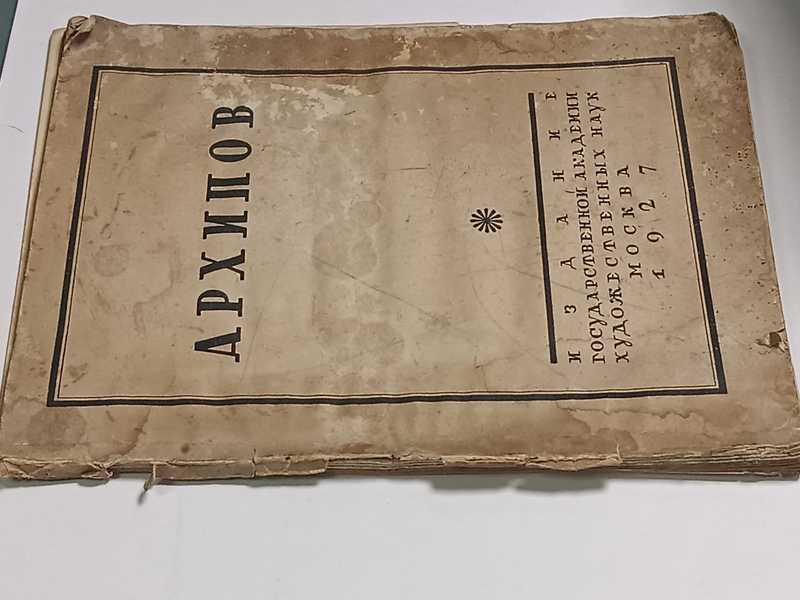 АРХИПОВ
ИЗДАНИЕ
ГОСУДАРСТВЕННОЙ АКАДЕМИИ
ХУДОЖЕСТВЕННЫХ НАУК
МОСКВА
1927